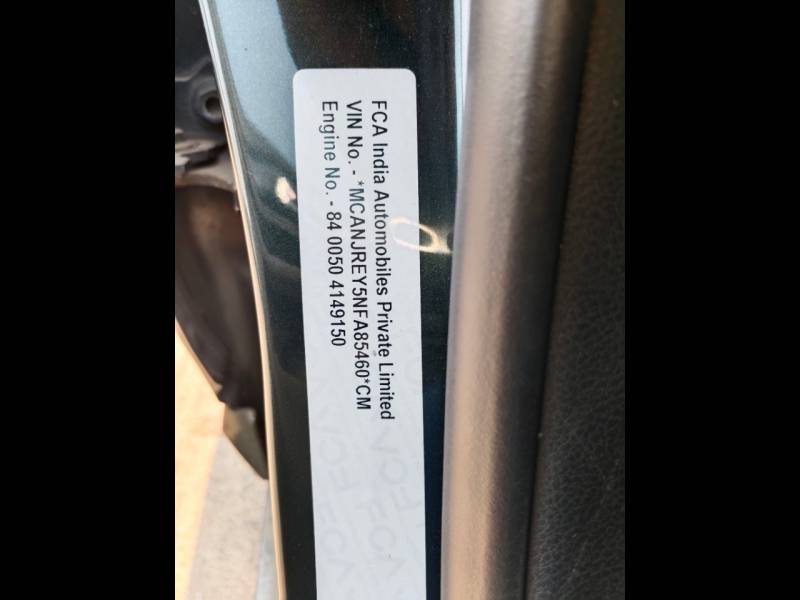 FCA India Automobiles Private Limited
VIN No. - *MCANJREY5NFA85460*CM
Engine No. - 84 0050 4149150